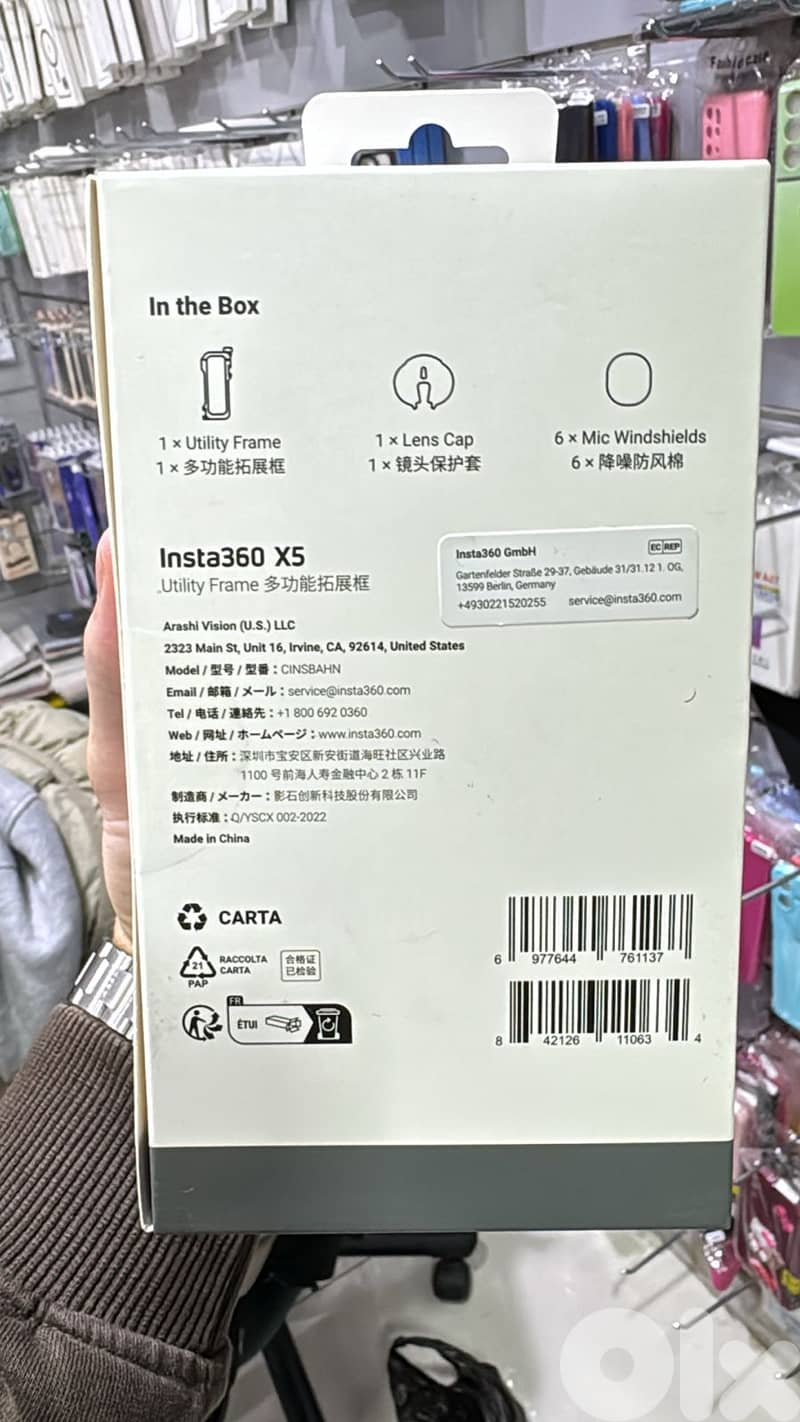 In the Box
1 × Utility Frame
1 × 多功能拓展框
1 × Lens Cap
1 × 镜头保护套
6 × Mic Windshields
6 × 降噪防风棉
Insta360 X5
Utility Frame 多功能拓展框
Insta360 GmbH
EC REP
Gartenfelder Straße 29-37, Gebäude 31/31.12 1. OG,
13599 Berlin, Germany
+4930221520255 service@insta360.com
Arashi Vision (U.S.) LLC
2323 Main St, Unit 16, Irvine, CA, 92614, United States
Model / 型号 / 型番：CINSBAHN
Email / 邮箱 / メール：service@insta360.com
Tel / 电话 / 連絡先：+1 800 692 0360
Web / 网址 / ホームページ：www.insta360.com
地址 / 住所：深圳市宝安区新安街道海旺社区兴业路
1100 号前海人寿金融中心 2 栋 11F
制造商 / メーカー：影石创新科技股份有限公司
执行标准：Q/YSCX 002-2022
Made in China
CARTA
21
PAP
RACCOLTA
CARTA
合格证
已检验
FR
ÉTUI
6 977644 761137
8 42126 11063 4
olx